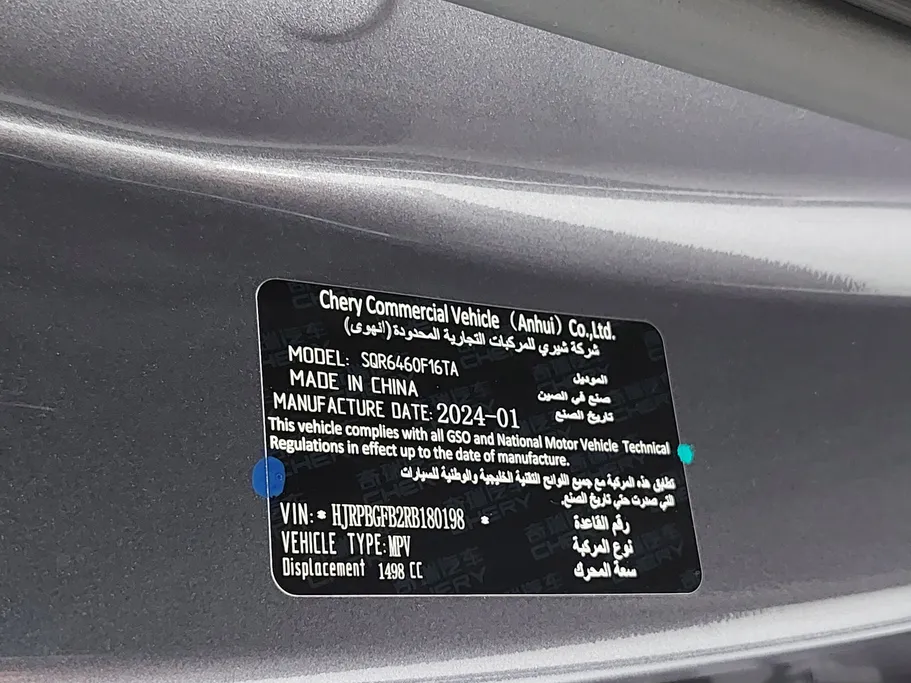 Chery Commercial Vehicle (Anhui) Co.,Ltd.
شركة شيري للمركبات التجارية المحدودة (انهوى)
MODEL: SQR6460F16TA الموديل
MADE IN CHINA صنع في الصين
MANUFACTURE DATE: 2024-01 تاريخ الصنع
This vehicle complies with all GSO and National Motor Vehicle Technical
Regulations in effect up to the date of manufacture.
تطابق هذه المركبة مع جميع اللوائح التقنية الخليجية والوطنية للسيارات
التي صدرت حتي تاريخ الصنع.
VIN: * HJRPBGFB2RB180198 * رقم القاعدة
VEHICLE TYPE: MPV نوع المركبة
Displacement 1498 CC سعة المحرك